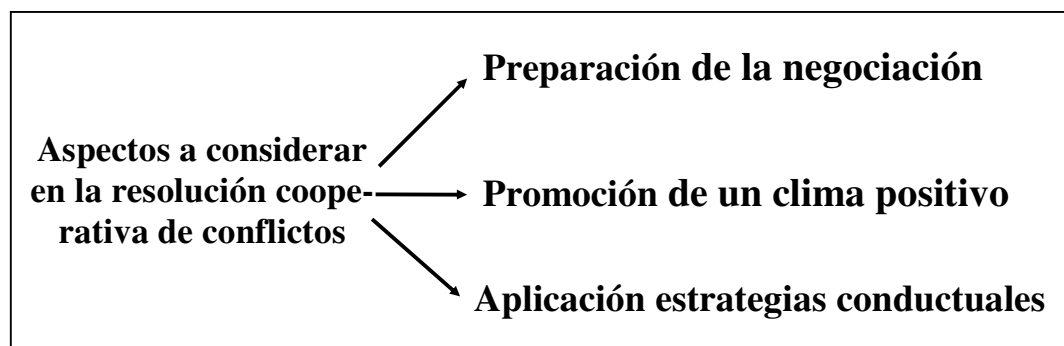 Preparación de la negociación
Aspectos a considerar
en la resolución coope-
rativa de conflictos
Promoción de un clima positivo
Aplicación estrategias conductuales